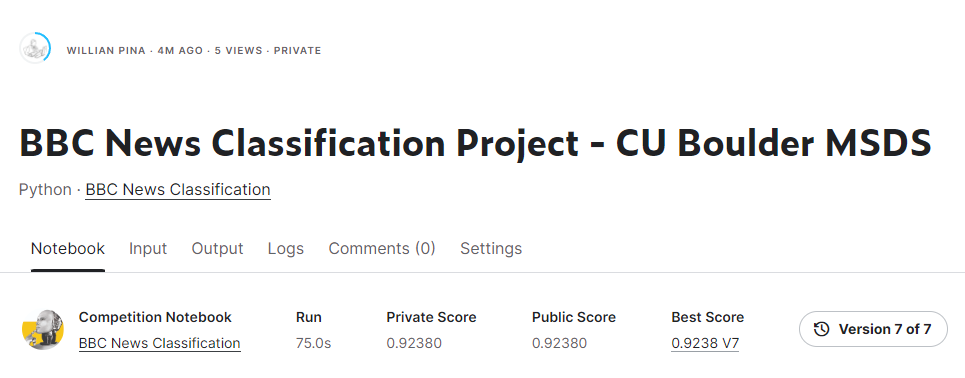 WILLIAN PINA · 4M AGO · 5 VIEWS · PRIVATE
BBC News Classification Project - CU Boulder MSDS
Python · BBC News Classification
Notebook Input Output Logs Comments (0) Settings
Competition Notebook Run Private Score Public Score Best Score
BBC News Classification 75.0s 0.92380 0.92380 0.9238 V7
Version 7 of 7